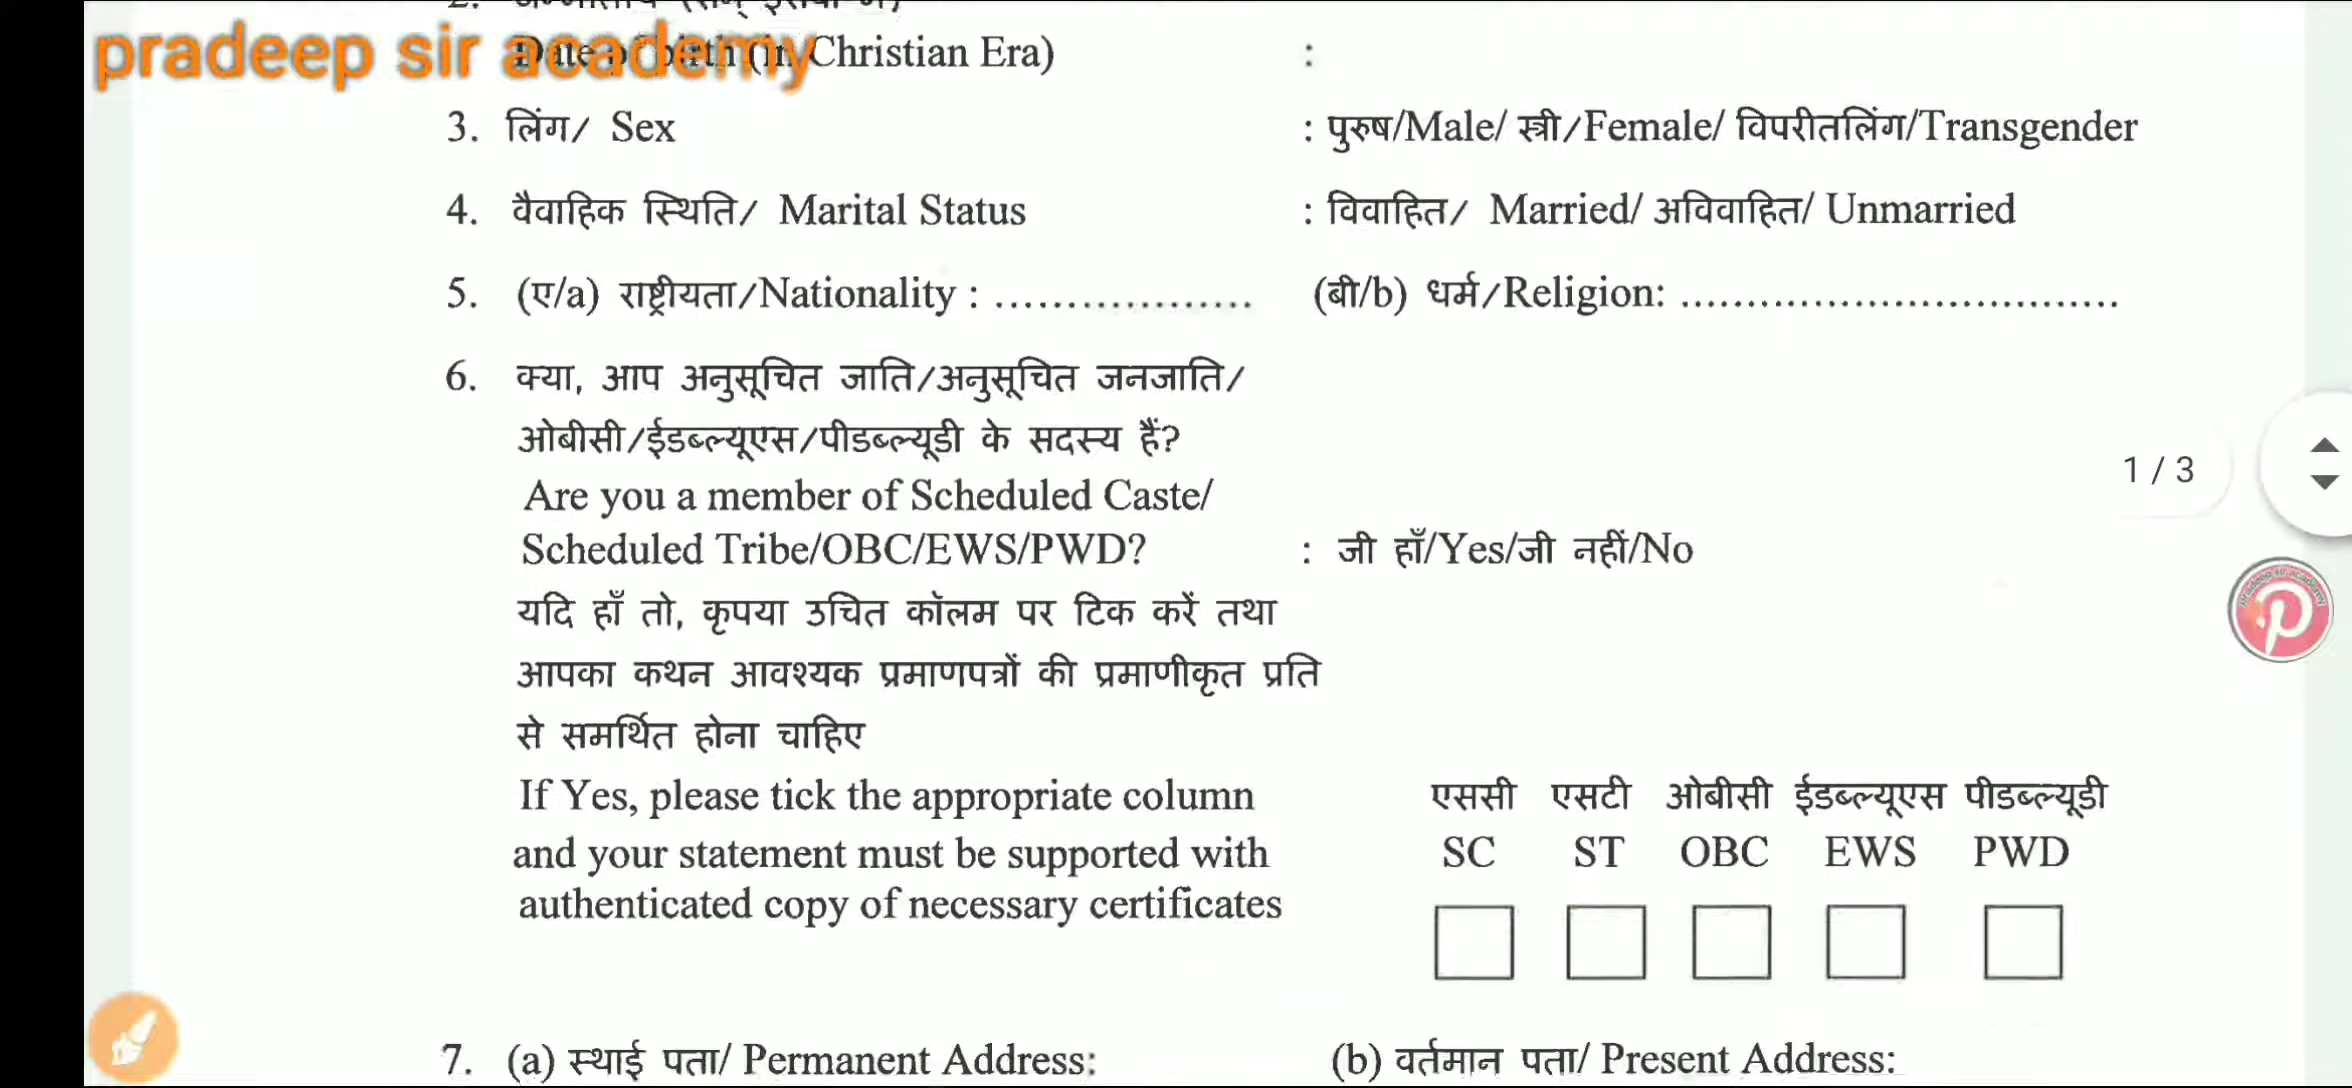 pradeep sir academy
Date of birth (in Christian Era) :
3. लिंग/ Sex : पुरुष/Male/ स्त्री/Female/ विपरीतलिंग/Transgender
4. वैवाहिक स्थिति/ Marital Status : विवाहित/ Married/ अविवाहित/ Unmarried
5. (ए/a) राष्ट्रीयता/Nationality : .................. (बी/b) धर्म/Religion: ..................................
6. क्या, आप अनुसूचित जाति/अनुसूचित जनजाति/
ओबीसी/ईडब्ल्यूएस/पीडब्ल्यूडी के सदस्य हैं?
1 / 3
Are you a member of Scheduled Caste/
Scheduled Tribe/OBC/EWS/PWD? : जी हाँ/Yes/जी नहीं/No
यदि हाँ तो, कृपया उचित कॉलम पर टिक करें तथा
आपका कथन आवश्यक प्रमाणपत्रों की प्रमाणीकृत प्रति
से समर्थित होना चाहिए
If Yes, please tick the appropriate column एससी एसटी ओबीसी ईडब्ल्यूएस पीडब्ल्यूडी
and your statement must be supported with SC ST OBC EWS PWD
authenticated copy of necessary certificates
7. (a) स्थाई पता/ Permanent Address: (b) वर्तमान पता/ Present Address: